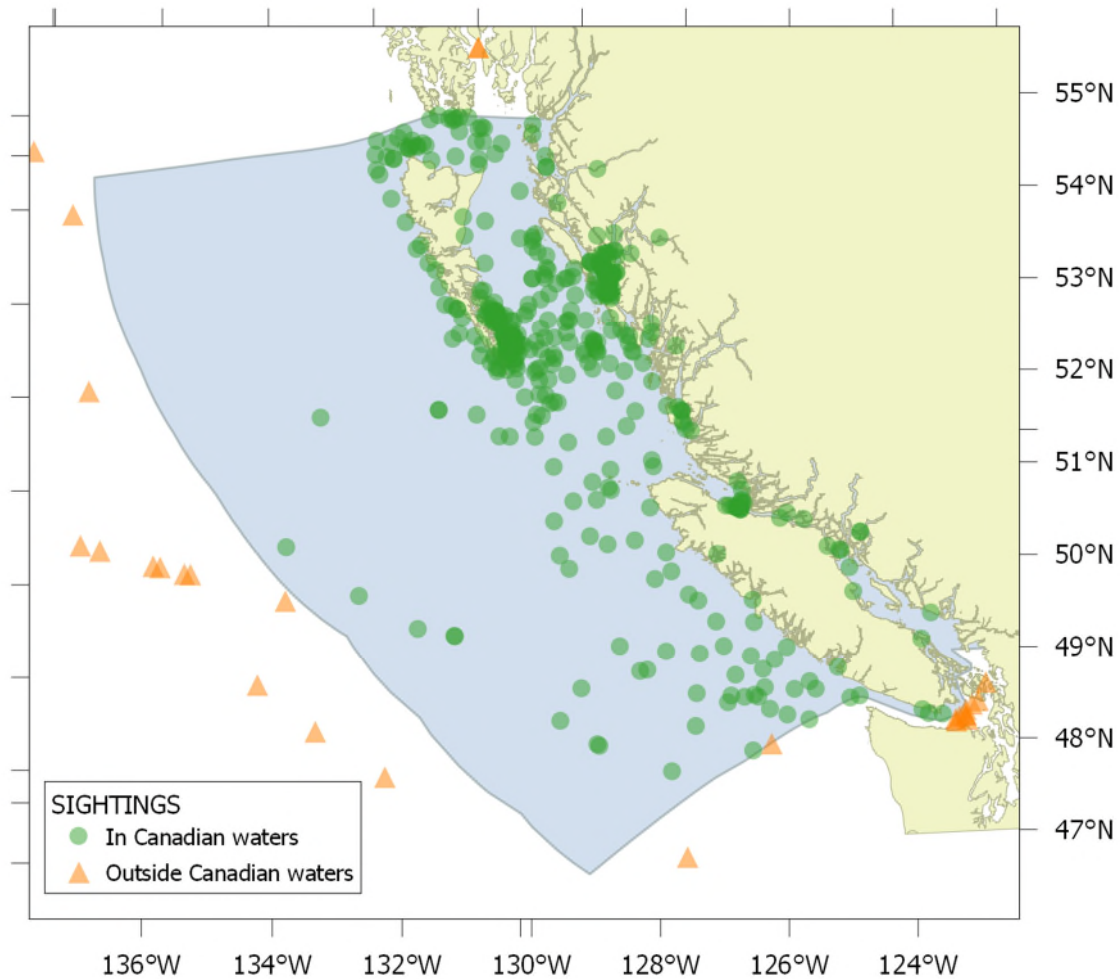 55°N
54°N
53°N
52°N
51°N
50°N
49°N
48°N
47°N
SIGHTINGS
In Canadian waters
Outside Canadian waters
136°W 134°W 132°W 130°W 128°W 126°W 124°W